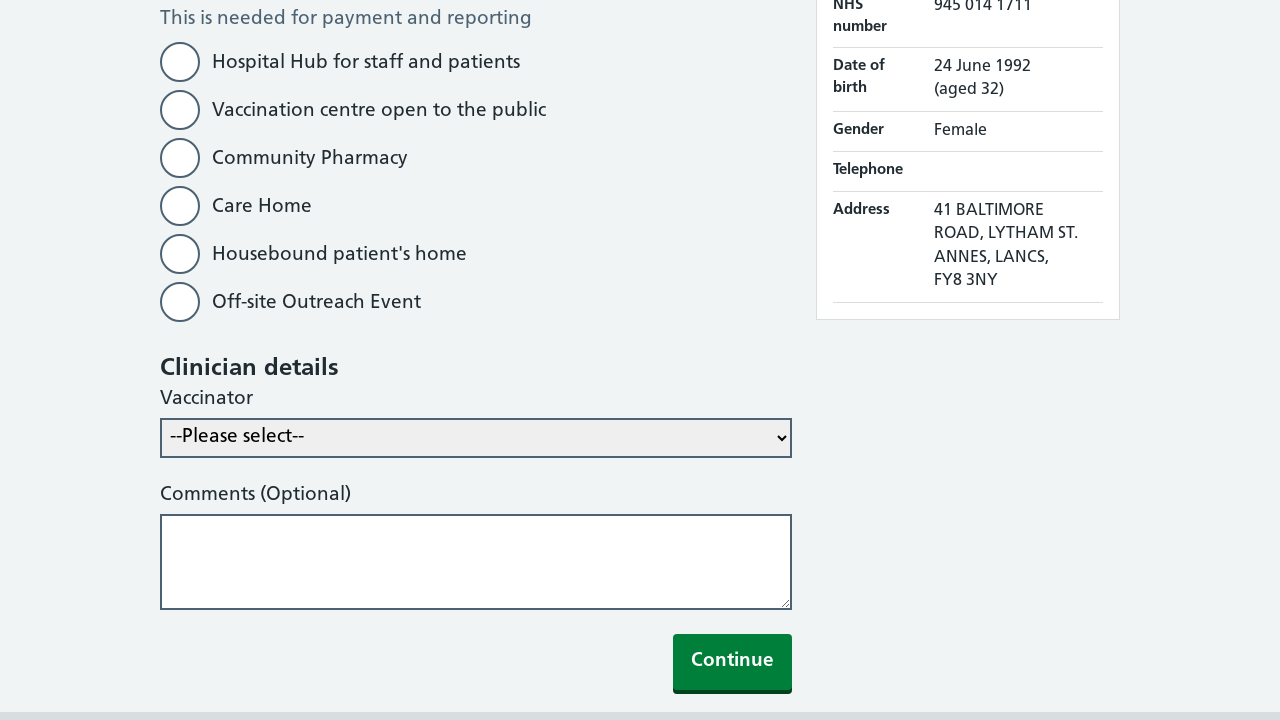 This is needed for payment and reporting
Hospital Hub for staff and patients
Vaccination centre open to the public
Community Pharmacy
Care Home
Housebound patient's home
Off-site Outreach Event
Clinician details
Vaccinator
--Please select--
Comments (Optional)
Continue
NHS 945 014 1711
number
Date of 24 June 1992
birth (aged 32)
Gender Female
Telephone
Address 41 BALTIMORE
ROAD, LYTHAM ST.
ANNES, LANCS,
FY8 3NY